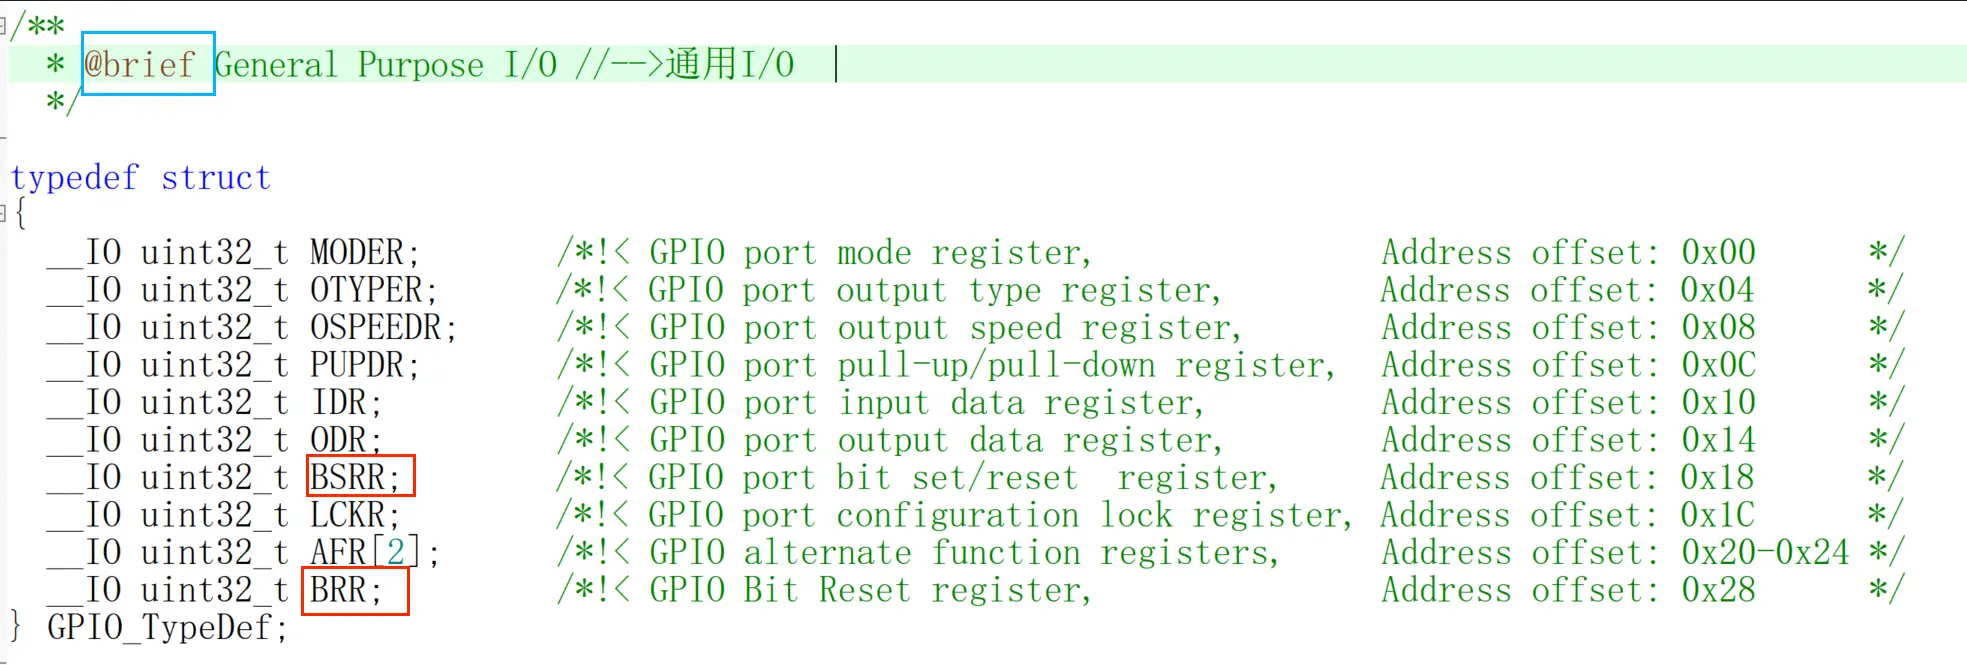 /**
  * @brief General Purpose I/O //-->通用I/O
  */
typedef struct
{
  __IO uint32_t MODER;        /*!< GPIO port mode register,               Address offset: 0x00      */
  __IO uint32_t OTYPER;       /*!< GPIO port output type register,        Address offset: 0x04      */
  __IO uint32_t OSPEEDR;      /*!< GPIO port output speed register,       Address offset: 0x08      */
  __IO uint32_t PUPDR;        /*!< GPIO port pull-up/pull-down register,  Address offset: 0x0C      */
  __IO uint32_t IDR;          /*!< GPIO port input data register,         Address offset: 0x10      */
  __IO uint32_t ODR;          /*!< GPIO port output data register,        Address offset: 0x14      */
  __IO uint32_t BSRR;         /*!< GPIO port bit set/reset  register,     Address offset: 0x18      */
  __IO uint32_t LCKR;         /*!< GPIO port configuration lock register, Address offset: 0x1C      */
  __IO uint32_t AFR[2];       /*!< GPIO alternate function registers,     Address offset: 0x20-0x24 */
  __IO uint32_t BRR;          /*!< GPIO Bit Reset register,               Address offset: 0x28      */
} GPIO_TypeDef;